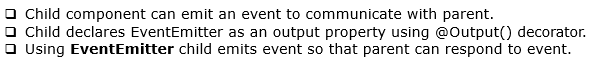 ❑ Child component can emit an event to communicate with parent.
❑ Child declares EventEmitter as an output property using @Output() decorator.
❑ Using EventEmitter child emits event so that parent can respond to event.